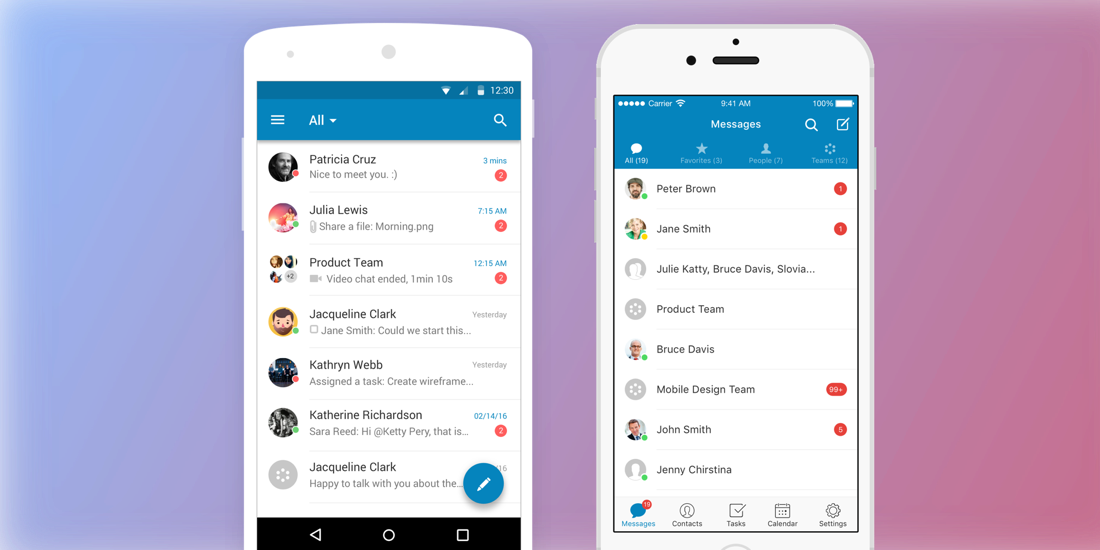 12:30
All
Patricia Cruz
3 mins
Nice to meet you. :)
2
Julia Lewis
7:15 AM
Share a file: Morning.png
2
Product Team
12:15 AM
+2
Video chat ended, 1min 10s
2
Jacqueline Clark
Yesterday
Jane Smith: Could we start this...
Kathryn Webb
Yesterday
Assigned a task: Create wireframe...
Katherine Richardson
02/14/16
Sara Reed: Hi @Ketty Pery, that is...
2
Jacqueline Clark
/16
Happy to talk with you about the...
Carrier
9:41 AM
100%
Messages
All (19)
Favorites (3)
People (7)
Teams (12)
Peter Brown
1
Jane Smith
1
Julie Katty, Bruce Davis, Slovia...
Product Team
Bruce Davis
Mobile Design Team
99+
John Smith
5
Jenny Chirstina
19
Messages
Contacts
Tasks
Calendar
Settings